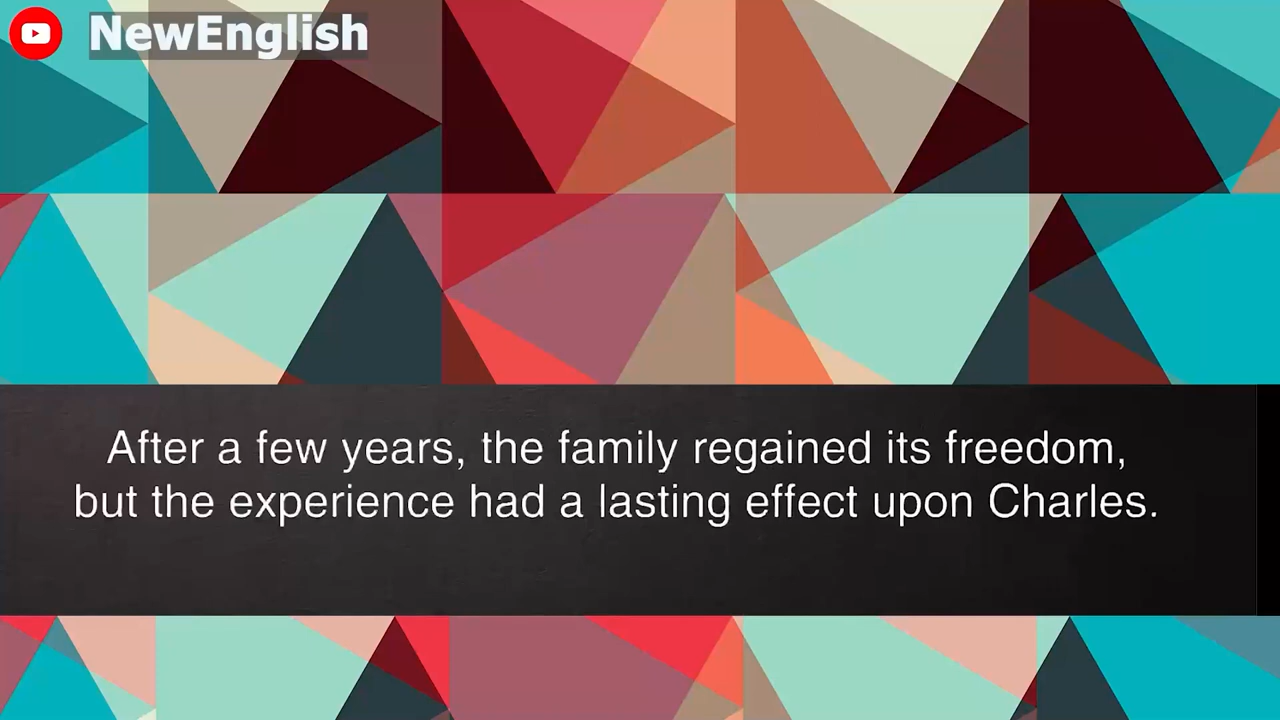 NewEnglish
After a few years, the family regained its freedom,
but the experience had a lasting effect upon Charles.